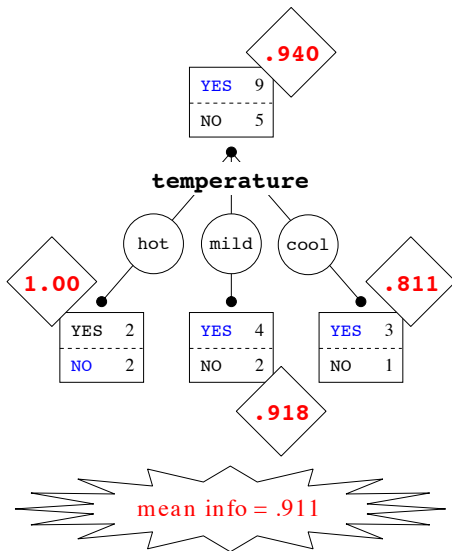 .940
YES 9
NO 5
temperature
hot mild cool
1.00 .811
YES 2 YES 4 YES 3
NO 2 NO 2 NO 1
.918
mean info = .911